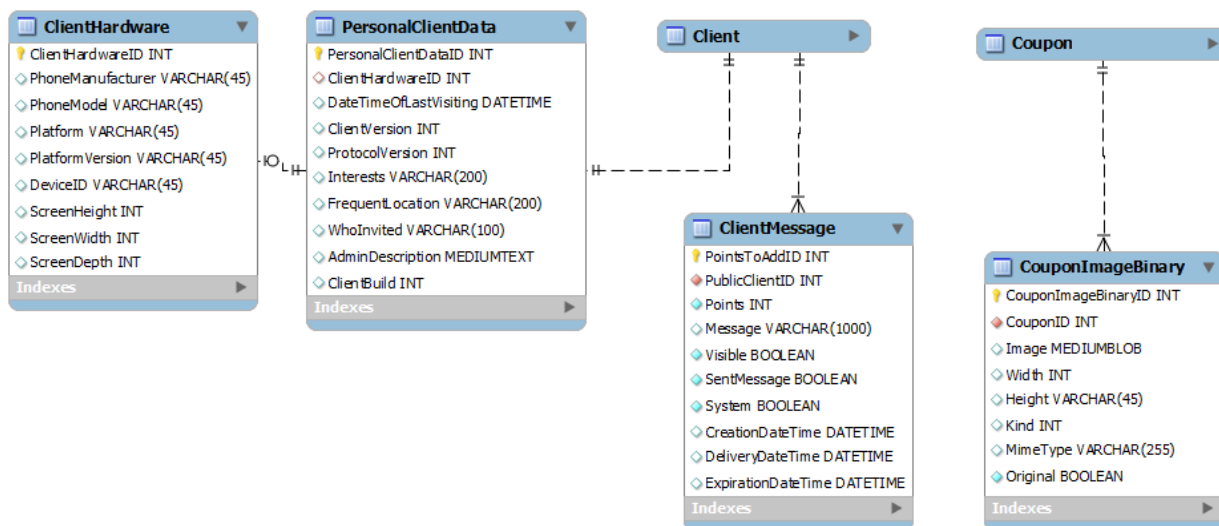 ClientHardware
ClientHardwareID INT
PhoneManufacturer VARCHAR(45)
PhoneModel VARCHAR(45)
Platform VARCHAR(45)
PlatformVersion VARCHAR(45)
DeviceID VARCHAR(45)
ScreenHeight INT
ScreenWidth INT
ScreenDepth INT
Indexes
PersonalClientData
PersonalClientDataID INT
ClientHardwareID INT
DateTimeOfLastVisiting DATETIME
ClientVersion INT
ProtocolVersion INT
Interests VARCHAR(200)
FrequentLocation VARCHAR(200)
WhoInvited VARCHAR(100)
AdminDescription MEDIUMTEXT
ClientBuild INT
Indexes
Client
ClientMessage
PointsToAddID INT
PublicClientID INT
Points INT
Message VARCHAR(1000)
Visible BOOLEAN
SentMessage BOOLEAN
System BOOLEAN
CreationDateTime DATETIME
DeliveryDateTime DATETIME
ExpirationDateTime DATETIME
Indexes
Coupon
CouponImageBinary
CouponImageBinaryID INT
CouponID INT
Image MEDIUMBLOB
Width INT
Height VARCHAR(45)
Kind INT
MimeType VARCHAR(255)
Original BOOLEAN
Indexes